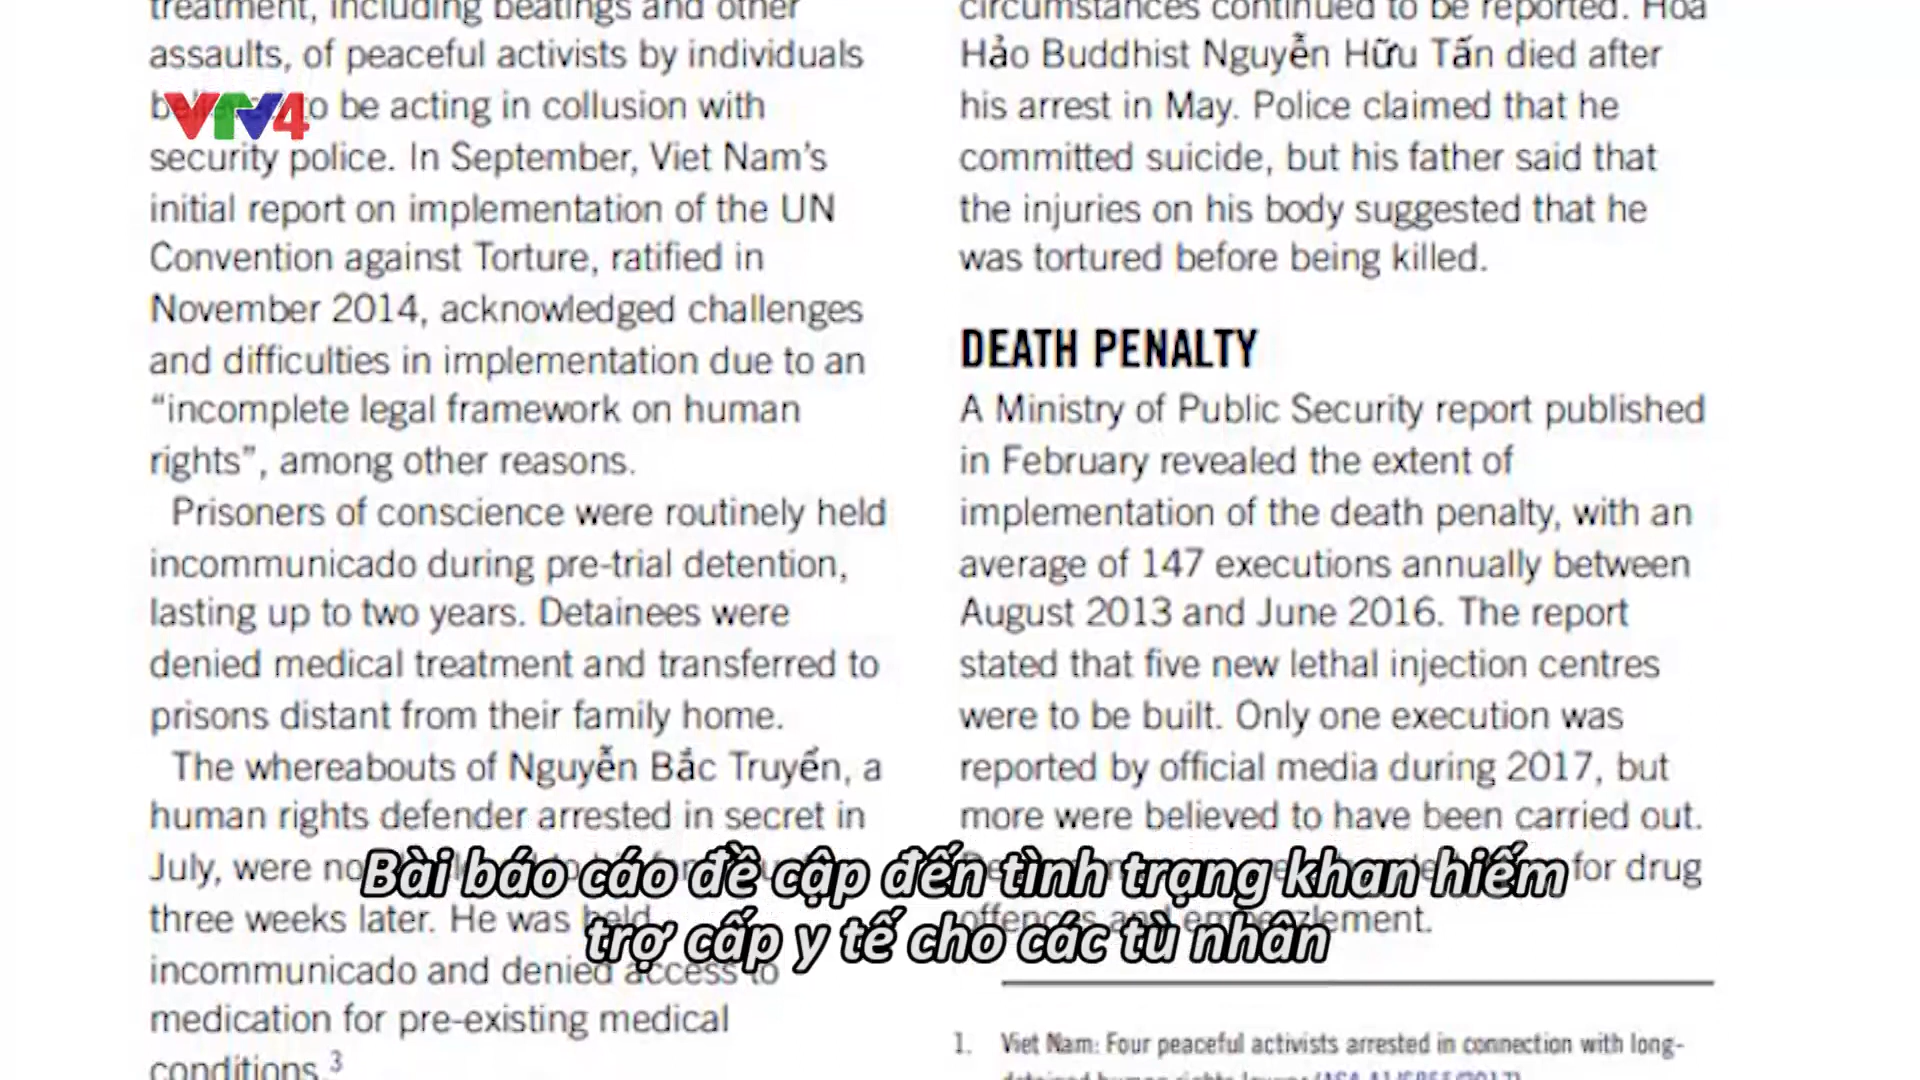 treatment, including beatings and other
assaults, of peaceful activists by individuals
to be acting in collusion with
VTV4
security police. In September, Viet Nam's
initial report on implementation of the UN
Convention against Torture, ratified in
November 2014, acknowledged challenges
and difficulties in implementation due to an
“incomplete legal framework on human
rights”, among other reasons.
Prisoners of conscience were routinely held
incommunicado during pre-trial detention,
lasting up to two years. Detainees were
denied medical treatment and transferred to
prisons distant from their family home.
The whereabouts of Nguyễn Bắc Truyển, a
human rights defender arrested in secret in
July, were
three weeks later. He was held
incommunicado and denied access to
medication for pre-existing medical
conditions.3
circumstances continued to be reported. Hòa
Hảo Buddhist Nguyễn Hữu Tấn died after
his arrest in May. Police claimed that he
committed suicide, but his father said that
the injuries on his body suggested that he
was tortured before being killed.
DEATH PENALTY
A Ministry of Public Security report published
in February revealed the extent of
implementation of the death penalty, with an
average of 147 executions annually between
August 2013 and June 2016. The report
stated that five new lethal injection centres
were to be built. Only one execution was
reported by official media during 2017, but
more were believed to have been carried out.
for drug
offences and embezzlement.
1. Viet Nam: Four peaceful activists arrested in connection with long-
Bài báo cáo đề cập đến tình trạng khan hiếm
trợ cấp y tế cho các tù nhân